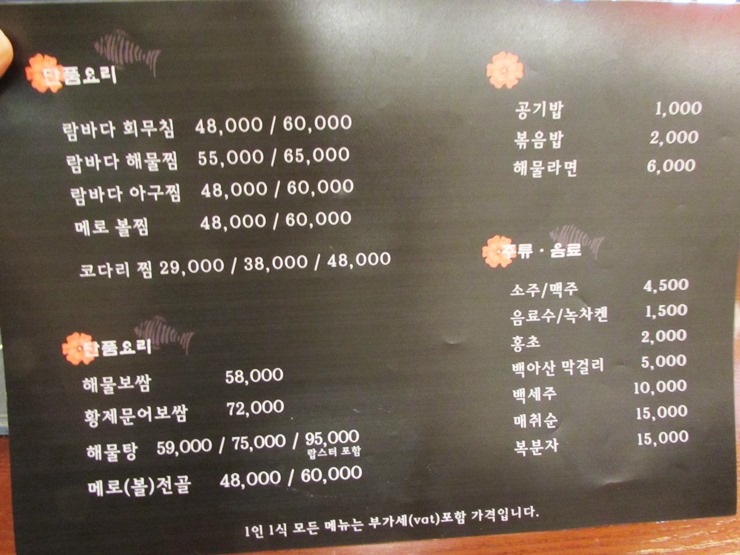 단품요리
람바다 회무침 48,000 / 60,000
람바다 해물찜 55,000 / 65,000
람바다 아구찜 48,000 / 60,000
메로 볼찜 48,000 / 60,000
코다리 찜 29,000 / 38,000 / 48,000
단품요리
해물보쌈 58,000
황제문어보쌈 72,000
해물탕 59,000 / 75,000 / 95,000
랍스터 포함
메로(볼)전골 48,000 / 60,000
공기밥 1,000
볶음밥 2,000
해물라면 6,000
주류 · 음료
소주/맥주 4,500
음료수/녹차켄 1,500
홍초 2,000
백아산 막걸리 5,000
백세주 10,000
매취순 15,000
복분자 15,000
1인 1식 모든 메뉴는 부가세(vat)포함 가격입니다.